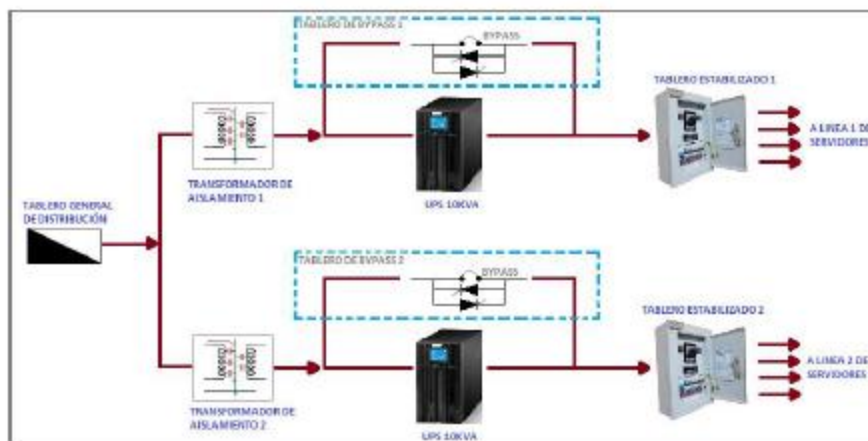 TABLERO DE BYPASS 1
BYPASS
TABLERO ESTABILIZADO 1
A LINEA 1 DE
SERVIDORES
TRANSFORMADOR DE
AISLAMIENTO 1
UPS 10KVA
TABLERO GENERAL
DE DISTRIBUCIÓN
TABLERO DE BYPASS 2
BYPASS
TABLERO ESTABILIZADO 2
A LINEA 2 DE
SERVIDORES
TRANSFORMADOR DE
AISLAMIENTO 2
UPS 10KVA